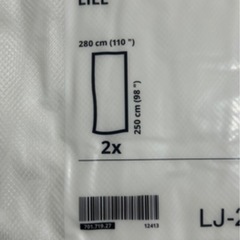 LILL
280 cm (110 ")
250 cm (98 ")
2x
701.719.27
12413
LJ-2